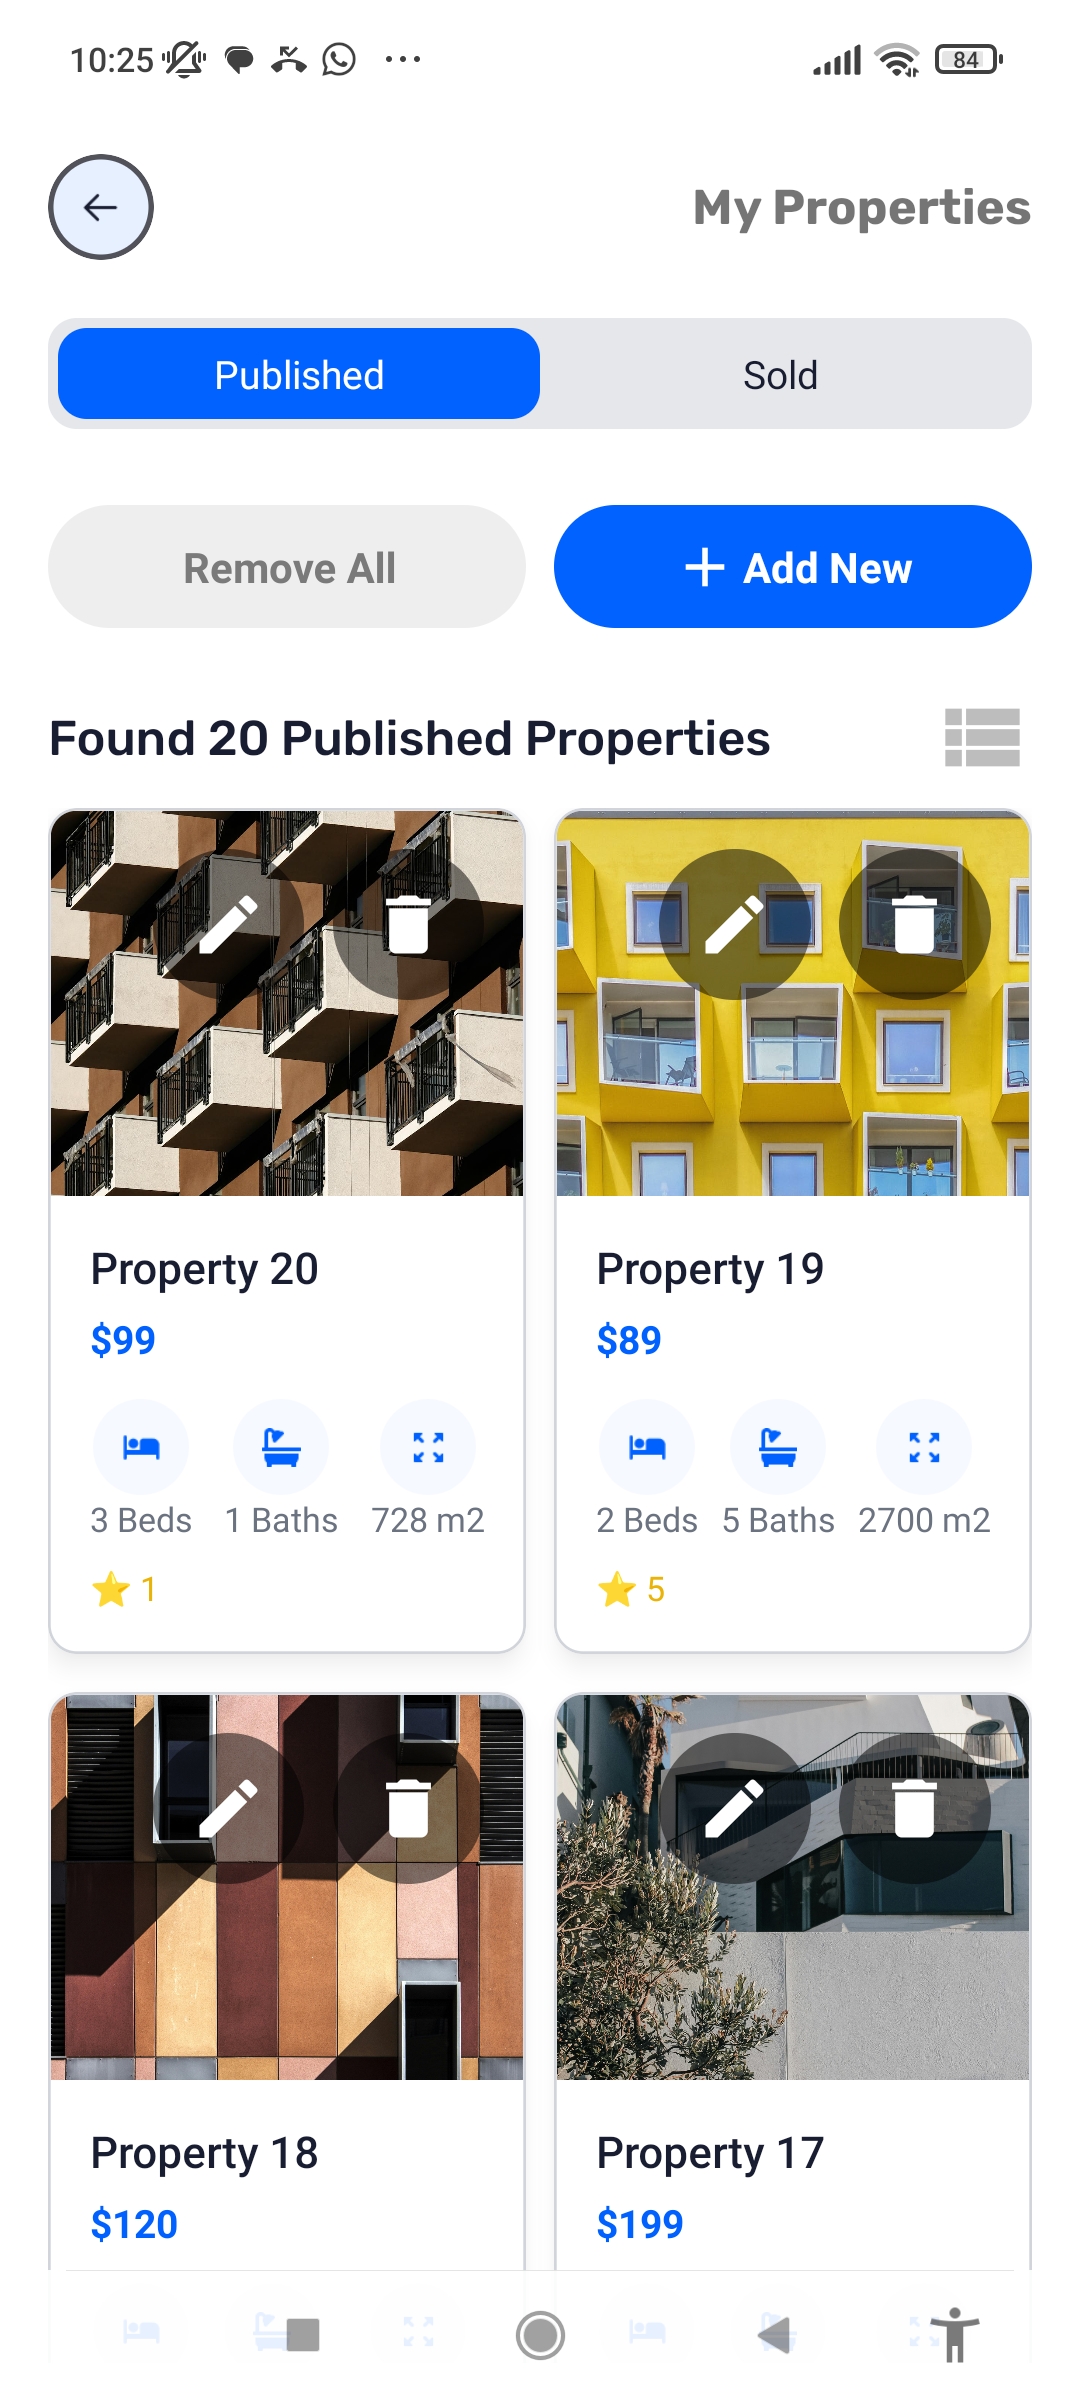 10:25
84
My Properties
Published
Sold
Remove All
Add New
Found 20 Published Properties
Property 20
$99
3 Beds
1 Baths
728 m2
1
Property 19
$89
2 Beds
5 Baths
2700 m2
5
Property 18
$120
Property 17
$199